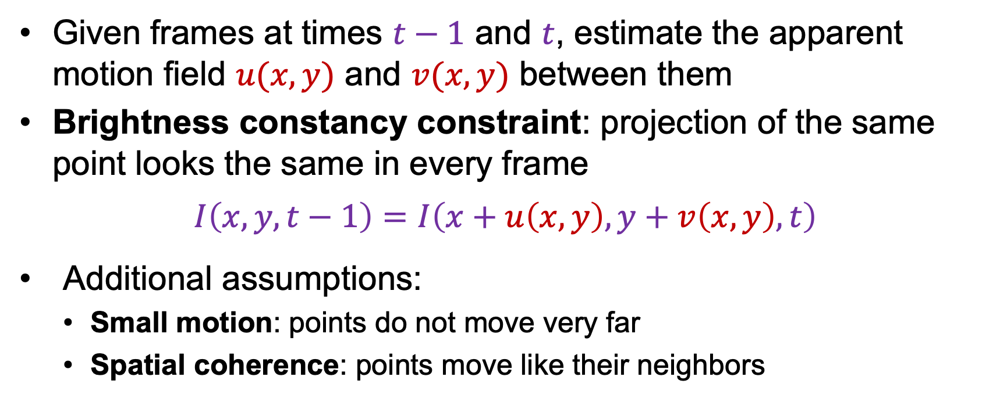 • Given frames at times t − 1 and t, estimate the apparent
motion field u(x, y) and v(x, y) between them
• Brightness constancy constraint: projection of the same
point looks the same in every frame
I(x, y, t − 1) = I(x + u(x, y), y + v(x, y), t)
• Additional assumptions:
• Small motion: points do not move very far
• Spatial coherence: points move like their neighbors